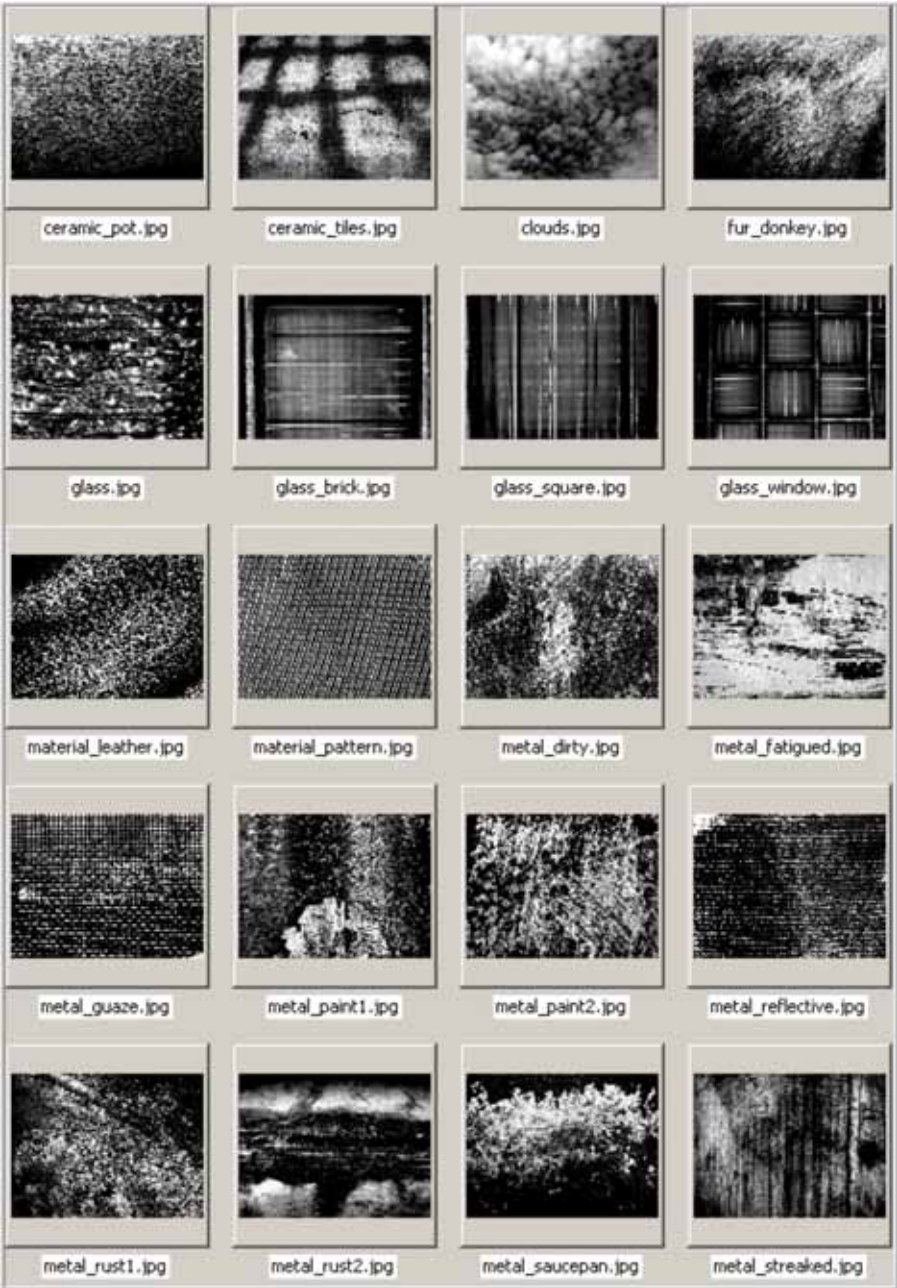 ceramic_pot.jpg ceramic_tiles.jpg clouds.jpg fur_donkey.jpg
glass.jpg glass_brick.jpg glass_square.jpg glass_window.jpg
material_leather.jpg material_pattern.jpg metal_dirty.jpg metal_fatigued.jpg
metal_guaze.jpg metal_paint1.jpg metal_paint2.jpg metal_reflective.jpg
metal_rust1.jpg metal_rust2.jpg metal_saucepan.jpg metal_streaked.jpg